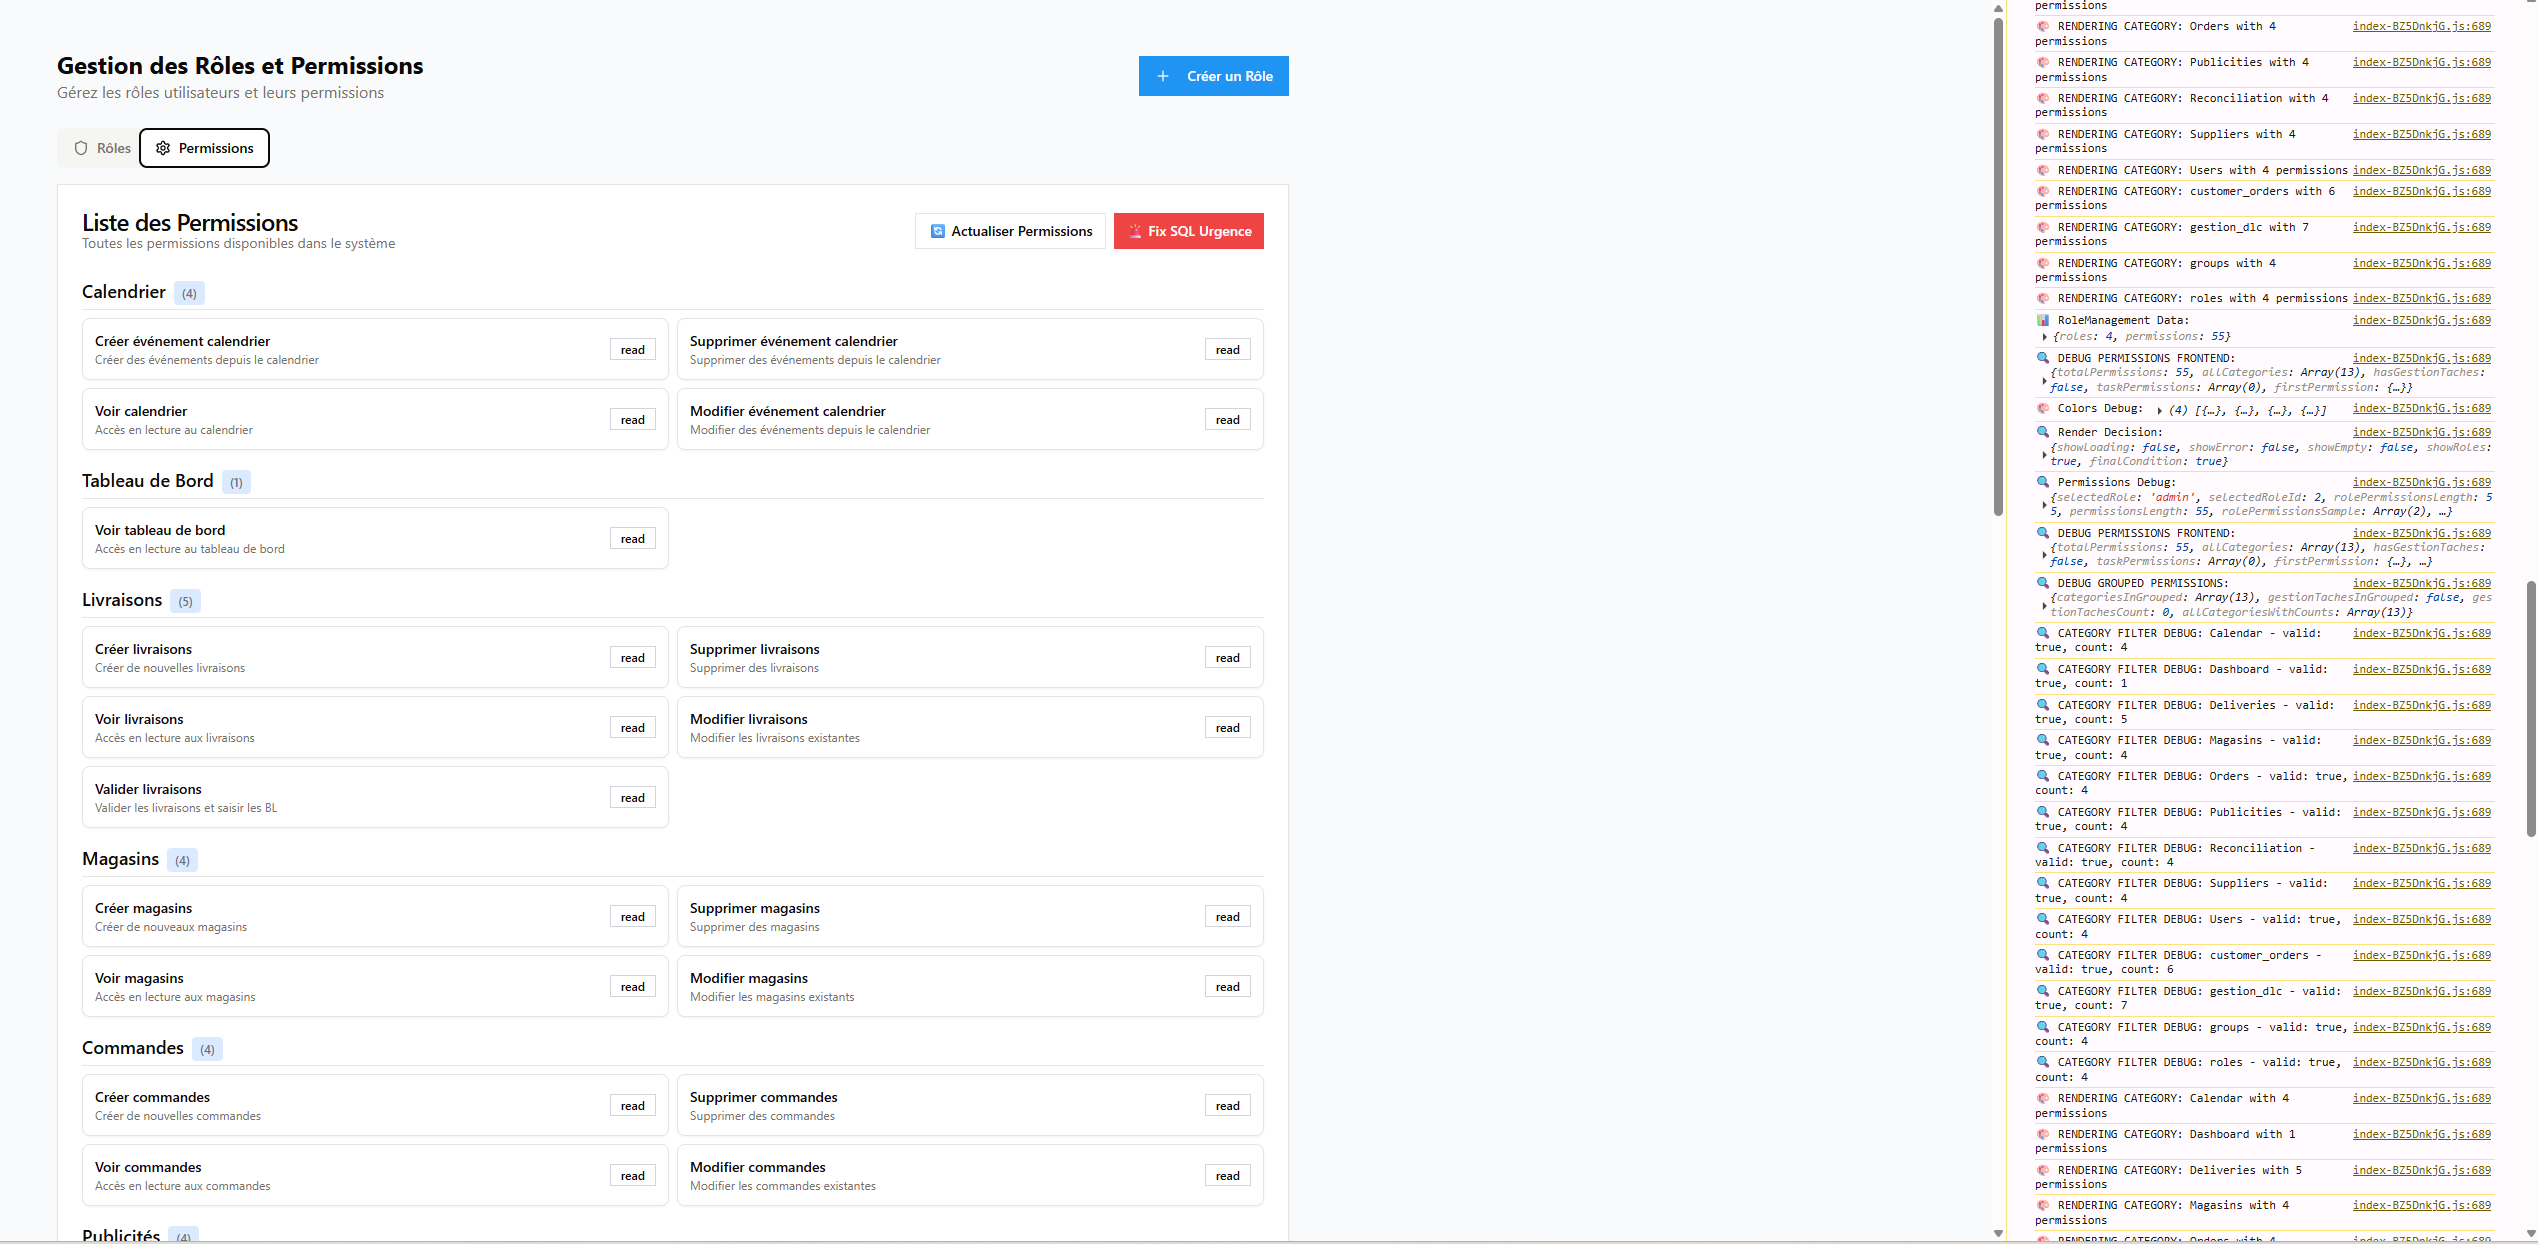 Gestion des Rôles et Permissions
Gérez les rôles utilisateurs et leurs permissions
Créer un Rôle
Rôles
Permissions
Liste des Permissions
Toutes les permissions disponibles dans le système
Actualiser Permissions
Fix SQL Urgence
Calendrier (4)
Créer événement calendrier
Créer des événements depuis le calendrier
read
Supprimer événement calendrier
Supprimer des événements depuis le calendrier
read
Voir calendrier
Accès en lecture au calendrier
read
Modifier événement calendrier
Modifier des événements depuis le calendrier
read
Tableau de Bord (1)
Voir tableau de bord
Accès en lecture au tableau de bord
read
Livraisons (5)
Créer livraisons
Créer de nouvelles livraisons
read
Supprimer livraisons
Supprimer des livraisons
read
Voir livraisons
Accès en lecture aux livraisons
read
Modifier livraisons
Modifier les livraisons existantes
read
Valider livraisons
Valider les livraisons et saisir les BL
read
Magasins (4)
Créer magasins
Créer de nouveaux magasins
read
Supprimer magasins
Supprimer des magasins
read
Voir magasins
Accès en lecture aux magasins
read
Modifier magasins
Modifier les magasins existants
read
Commandes (4)
Créer commandes
Créer de nouvelles commandes
read
Supprimer commandes
Supprimer des commandes
read
Voir commandes
Accès en lecture aux commandes
read
Modifier commandes
Modifier les commandes existantes
read
Publicités (4)
permissions
RENDERING CATEGORY: Orders with 4 index-BZ5DnkjG.js:689
permissions
RENDERING CATEGORY: Publicities with 4 index-BZ5DnkjG.js:689
permissions
RENDERING CATEGORY: Reconciliation with 4 index-BZ5DnkjG.js:689
permissions
RENDERING CATEGORY: Suppliers with 4 index-BZ5DnkjG.js:689
permissions
RENDERING CATEGORY: Users with 4 permissions index-BZ5DnkjG.js:689
RENDERING CATEGORY: customer_orders with 6 index-BZ5DnkjG.js:689
permissions
RENDERING CATEGORY: gestion_dlc with 7 index-BZ5DnkjG.js:689
permissions
RENDERING CATEGORY: groups with 4 index-BZ5DnkjG.js:689
permissions
RENDERING CATEGORY: roles with 4 permissions index-BZ5DnkjG.js:689
RoleManagement Data: index-BZ5DnkjG.js:689
{roles: 4, permissions: 55}
DEBUG PERMISSIONS FRONTEND: index-BZ5DnkjG.js:689
{totalPermissions: 55, allCategories: Array(13), hasGestionTaches:
false, taskPermissions: Array(0), firstPermission: {…}}
Colors Debug: (4) [{…}, {…}, {…}, {…}] index-BZ5DnkjG.js:689
Render Decision: index-BZ5DnkjG.js:689
{showLoading: false, showError: false, showEmpty: false, showRoles:
true, finalCondition: true}
Permissions Debug: index-BZ5DnkjG.js:689
{selectedRole: 'admin', selectedRoleId: 2, rolePermissionsLength: 5
5, permissionsLength: 55, rolePermissionsSample: Array(2), …}
DEBUG PERMISSIONS FRONTEND: index-BZ5DnkjG.js:689
{totalPermissions: 55, allCategories: Array(13), hasGestionTaches:
false, taskPermissions: Array(0), firstPermission: {…}, …}
DEBUG GROUPED PERMISSIONS: index-BZ5DnkjG.js:689
{categoriesInGrouped: Array(13), gestionTachesInGrouped: false, ges
tionTachesCount: 0, allCategoriesWithCounts: Array(13)}
CATEGORY FILTER DEBUG: Calendar - valid: index-BZ5DnkjG.js:689
true, count: 4
CATEGORY FILTER DEBUG: Dashboard - valid: index-BZ5DnkjG.js:689
true, count: 1
CATEGORY FILTER DEBUG: Deliveries - valid: index-BZ5DnkjG.js:689
true, count: 5
CATEGORY FILTER DEBUG: Magasins - valid: index-BZ5DnkjG.js:689
true, count: 4
CATEGORY FILTER DEBUG: Orders - valid: true, index-BZ5DnkjG.js:689
count: 4
CATEGORY FILTER DEBUG: Publicities - valid: index-BZ5DnkjG.js:689
true, count: 4
CATEGORY FILTER DEBUG: Reconciliation - index-BZ5DnkjG.js:689
valid: true, count: 4
CATEGORY FILTER DEBUG: Suppliers - valid: index-BZ5DnkjG.js:689
true, count: 4
CATEGORY FILTER DEBUG: Users - valid: true, index-BZ5DnkjG.js:689
count: 4
CATEGORY FILTER DEBUG: customer_orders - index-BZ5DnkjG.js:689
valid: true, count: 6
CATEGORY FILTER DEBUG: gestion_dlc - valid: index-BZ5DnkjG.js:689
true, count: 7
CATEGORY FILTER DEBUG: groups - valid: true, index-BZ5DnkjG.js:689
count: 4
CATEGORY FILTER DEBUG: roles - valid: true, index-BZ5DnkjG.js:689
count: 4
RENDERING CATEGORY: Calendar with 4 index-BZ5DnkjG.js:689
permissions
RENDERING CATEGORY: Dashboard with 1 index-BZ5DnkjG.js:689
permissions
RENDERING CATEGORY: Deliveries with 5 index-BZ5DnkjG.js:689
permissions
RENDERING CATEGORY: Magasins with 4 index-BZ5DnkjG.js:689
permissions
RENDERING CATEGORY: Orders with 4 index-BZ5DnkjG.js:689